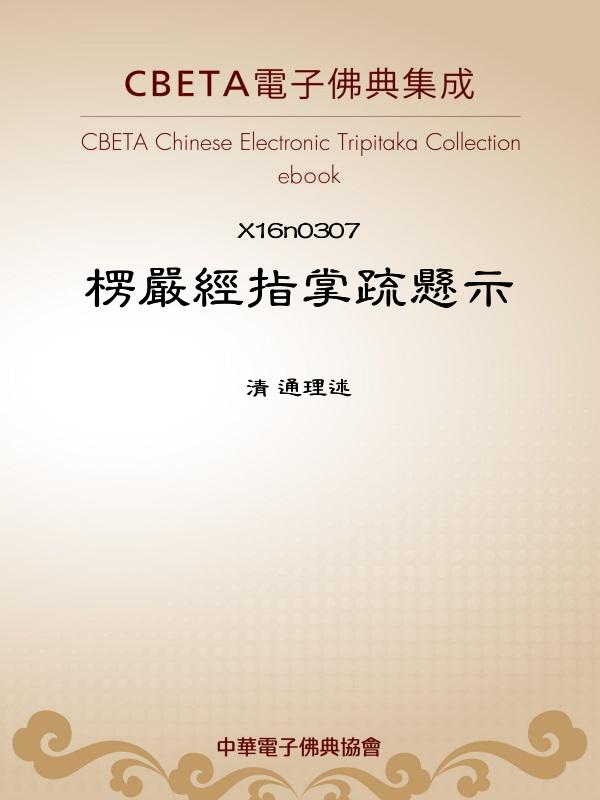 CBETA電子佛典集成
CBETA Chinese Electronic Tripitaka Collection
ebook
X16n0307
楞嚴經指掌疏懸示
清 通理述
中華電子佛典協會